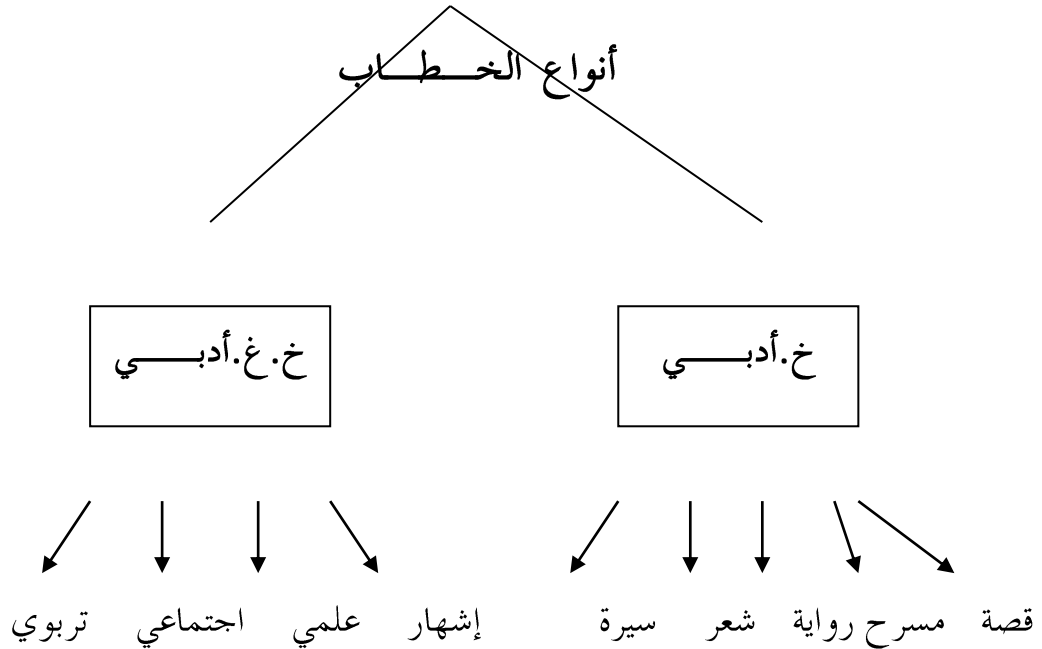 أنواع الخطاب
خ.أدبي
خ.غ.أدبي
قصة مسرح رواية شعر سيرة
إشهار علمي اجتماعي تربوي